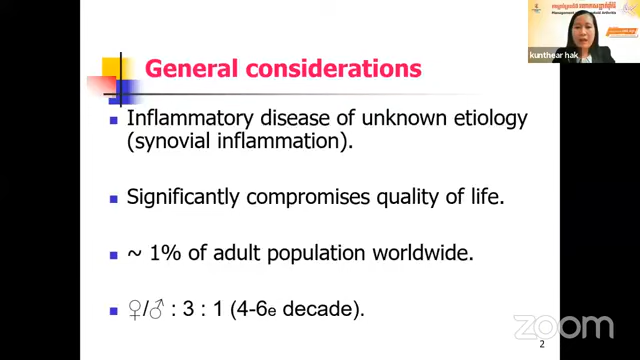 General considerations
Inflammatory disease of unknown etiology
(synovial inflammation).
Significantly compromises quality of life.
~ 1% of adult population worldwide.
♀/♂ : 3 : 1 (4-6e decade).
kunthear hak
zoom
2